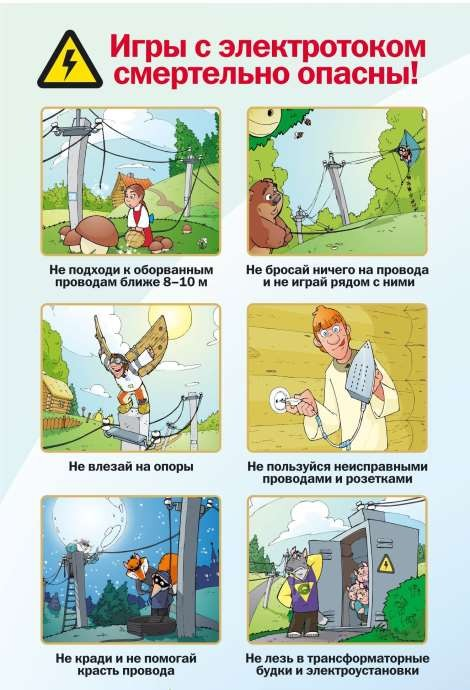 Игры с электротоком
смертельно опасны!
Не подходи к оборванным
проводам ближе 8–10 м
Не бросай ничего на провода
и не играй рядом с ними
Не влезай на опоры
Не пользуйся неисправными
проводами и розетками
Не кради и не помогай
красть провода
Не лезь в трансформаторные
будки и электроустановки